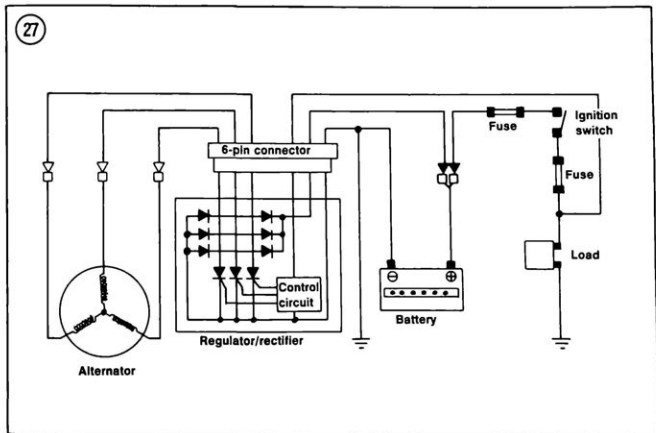 27
Fuse
Ignition
switch
6-pin connector
Fuse
Load
Control
circuit
Battery
Regulator/rectifier
Alternator